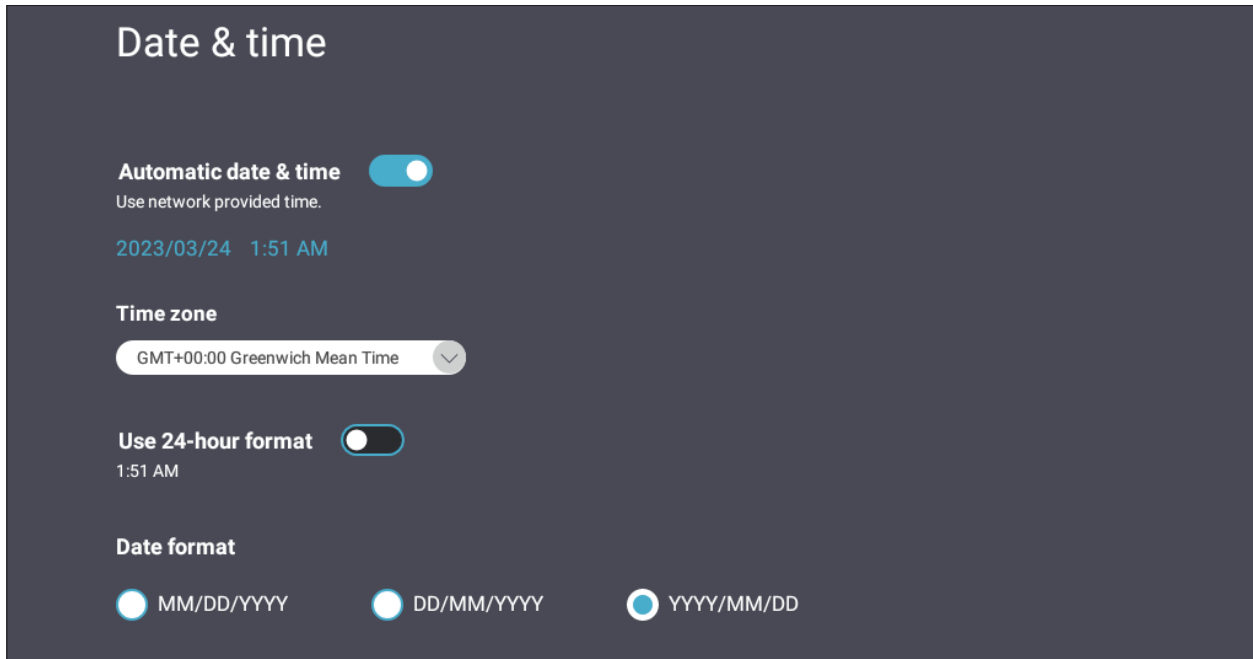 Date & time
Automatic date & time
Use network provided time.
2023/03/24 1:51 AM
Time zone
GMT+00:00 Greenwich Mean Time
Use 24-hour format
1:51 AM
Date format
MM/DD/YYYY DD/MM/YYYY YYYY/MM/DD